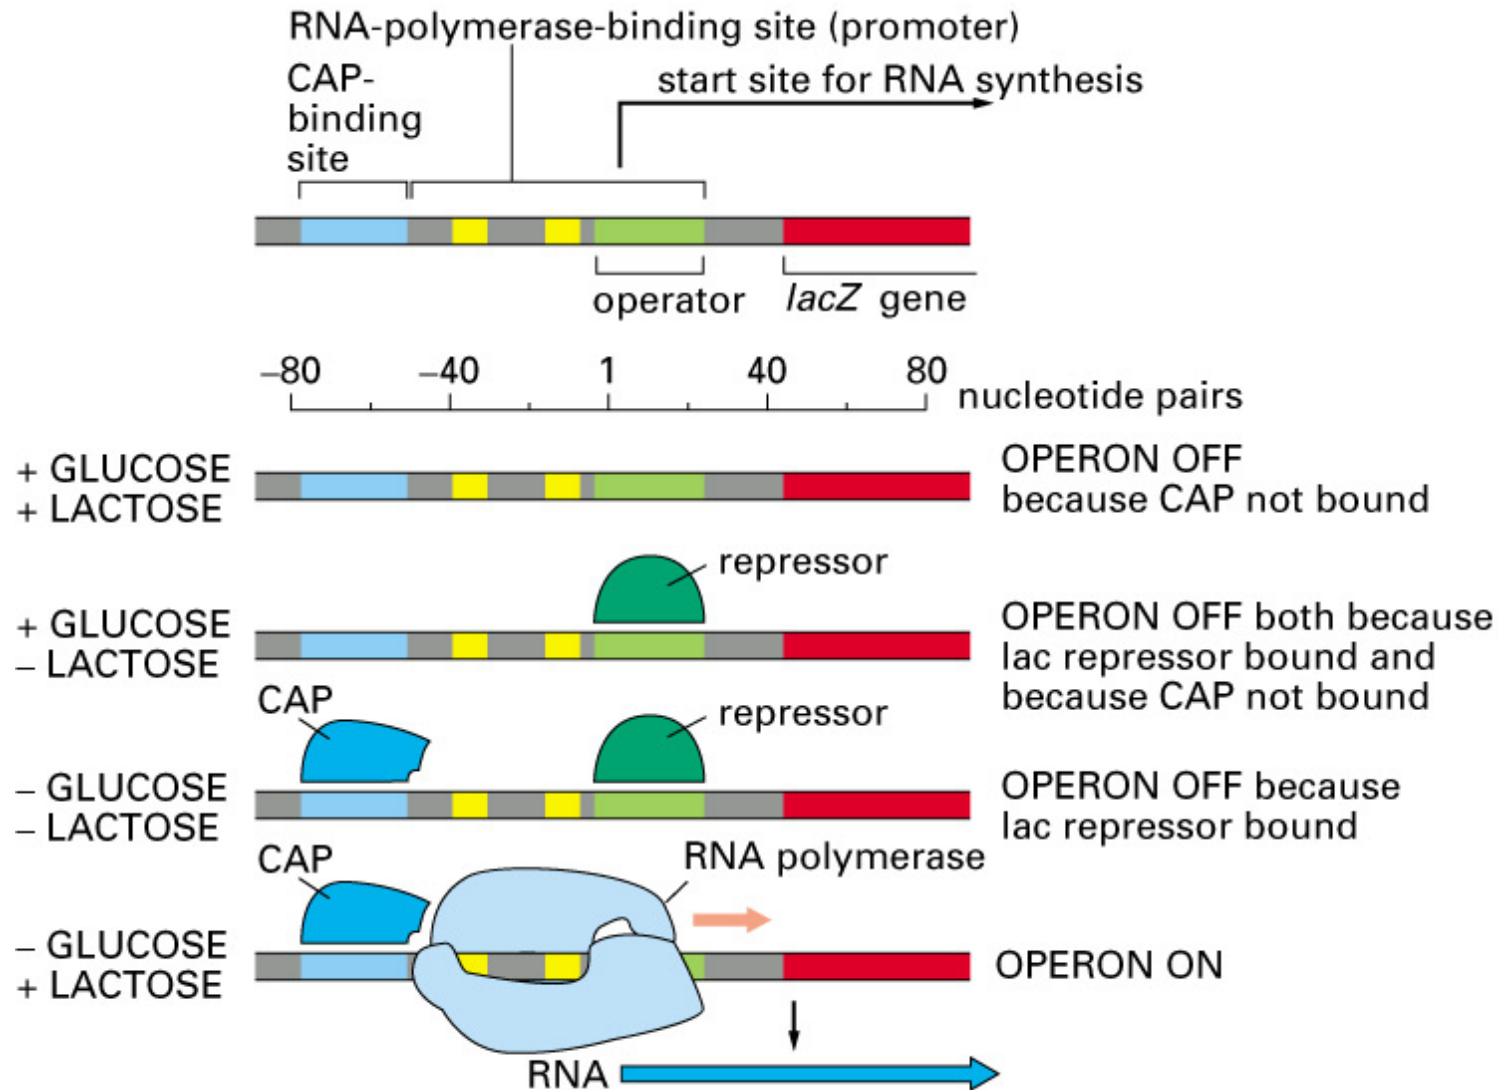 RNA-polymerase-binding site (promoter)
CAP-
binding
site
start site for RNA synthesis
operator
lacZ gene
–80
–40
1
40
80
nucleotide pairs
+ GLUCOSE
+ LACTOSE
OPERON OFF
because CAP not bound
repressor
+ GLUCOSE
– LACTOSE
OPERON OFF both because
lac repressor bound and
because CAP not bound
CAP
repressor
– GLUCOSE
– LACTOSE
OPERON OFF because
lac repressor bound
CAP
RNA polymerase
– GLUCOSE
+ LACTOSE
OPERON ON
RNA